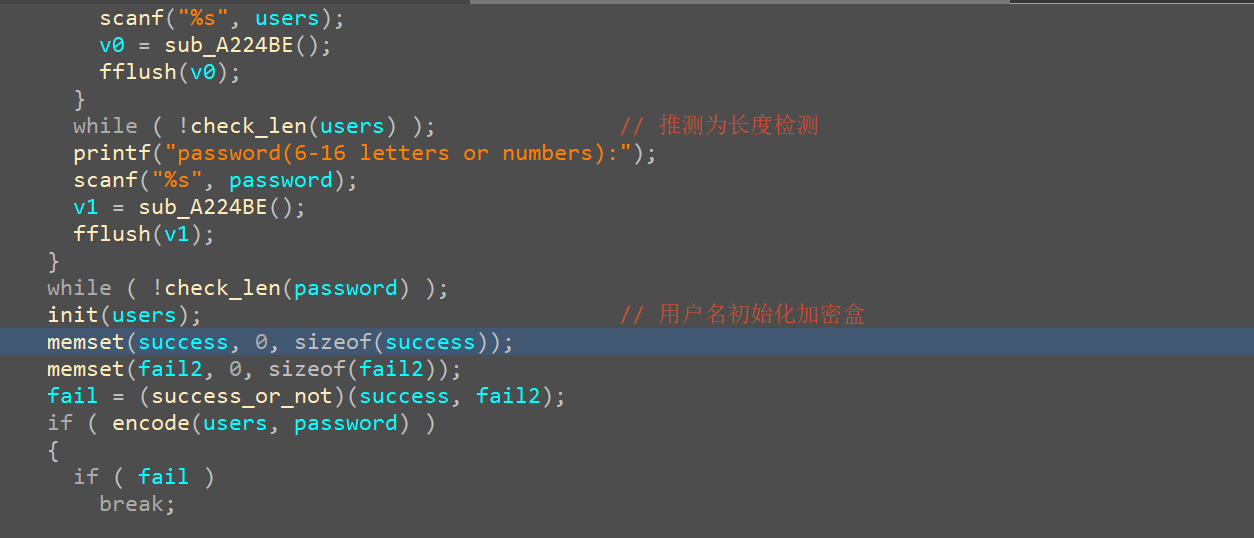 scanf("%s", users);
v0 = sub_A224BE();
fflush(v0);
}
while ( !check_len(users) ); // 推测为长度检测
printf("password(6-16 letters or numbers):");
scanf("%s", password);
v1 = sub_A224BE();
fflush(v1);
}
while ( !check_len(password) );
init(users); // 用户名初始化加密盒
memset(success, 0, sizeof(success));
memset(fail2, 0, sizeof(fail2));
fail = (success_or_not)(success, fail2);
if ( encode(users, password) )
{
if ( fail )
break;